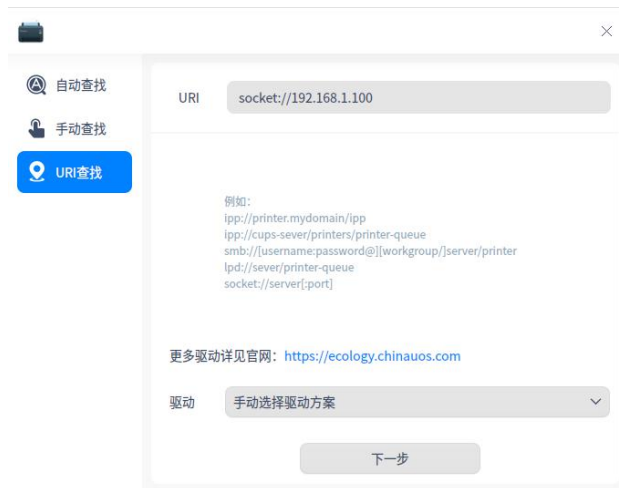 自动查找
手动查找
URI查找
URI socket://192.168.1.100
例如：
ipp://printer.mydomain/ipp
ipp://cups-sever/printers/printer-queue
smb://[username:password@][workgroup/]server/printer
lpd://sever/printer-queue
socket://server[:port]
更多驱动详见官网：https://ecology.chinauos.com
驱动 手动选择驱动方案
下一步